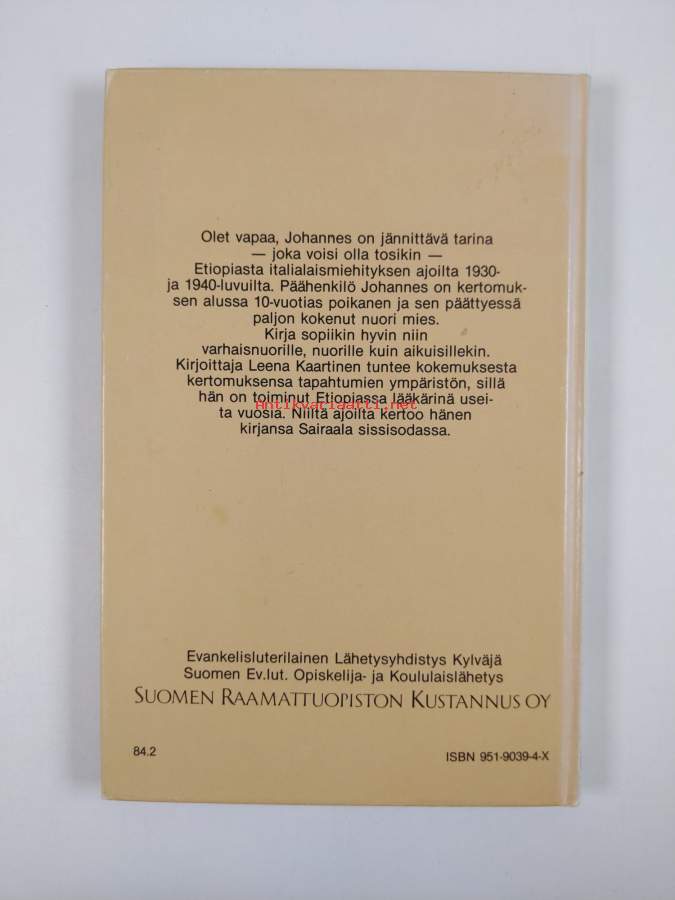 Olet vapaa, Johannes on jännittävä tarina
— joka voisi olla tosikin —
Etiopiasta italialaismiehityksen ajoilta 1930-
ja 1940-luvuilta. Päähenkilö Johannes on kertomuk-
sen alussa 10-vuotias poikanen ja sen päättyessä
paljon kokenut nuori mies.
Kirja sopiikin hyvin niin
varhaisnuorille, nuorille kuin aikuisillekin.
Kirjoittaja Leena Kaartinen tuntee kokemuksesta
kertomuksensa tapahtumien ympäristön, sillä
hän on toiminut Etiopiassa lääkärinä usei-
Antikvariaatti.net
ta vuosia. Niiltä ajoilta kertoo hänen
kirjansa Sairaala sissisodassa.
Evankelisluterilainen Lähetysyhdistys Kylväjä
Suomen Ev.lut. Opiskelija- ja Koululaislähetys
SUOMEN RAAMATTUOPISTON KUSTANNUS OY
84.2
ISBN 951-9039-4-X